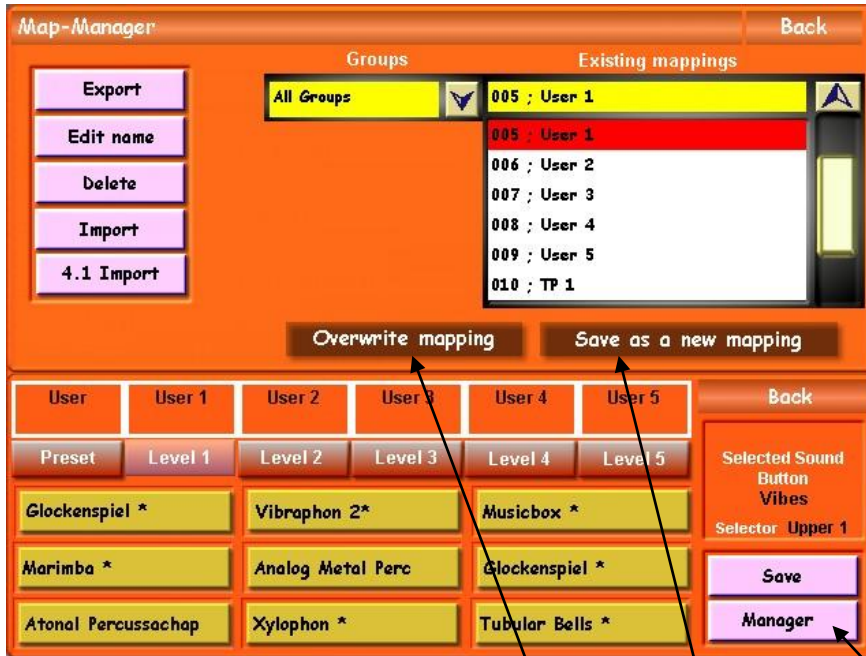 Map-Manager Back
Groups Existing mappings
Export
Edit name
Delete
Import
4.1 Import
All Groups
005 ; User 1
005 ; User 1
006 ; User 2
007 ; User 3
008 ; User 4
009 ; User 5
010 ; TP 1
Overwrite mapping Save as a new mapping
User User 1 User 2 User 3 User 4 User 5 Back
Preset Level 1 Level 2 Level 3 Level 4 Level 5
Selected Sound
Button
Vibes
Selector Upper 1
Glockenspiel * Vibraphon 2* Musicbox *
Marimba * Analog Metal Perc Glockenspiel *
Atonal Percussachap Xylophon * Tubular Bells *
Save
Manager